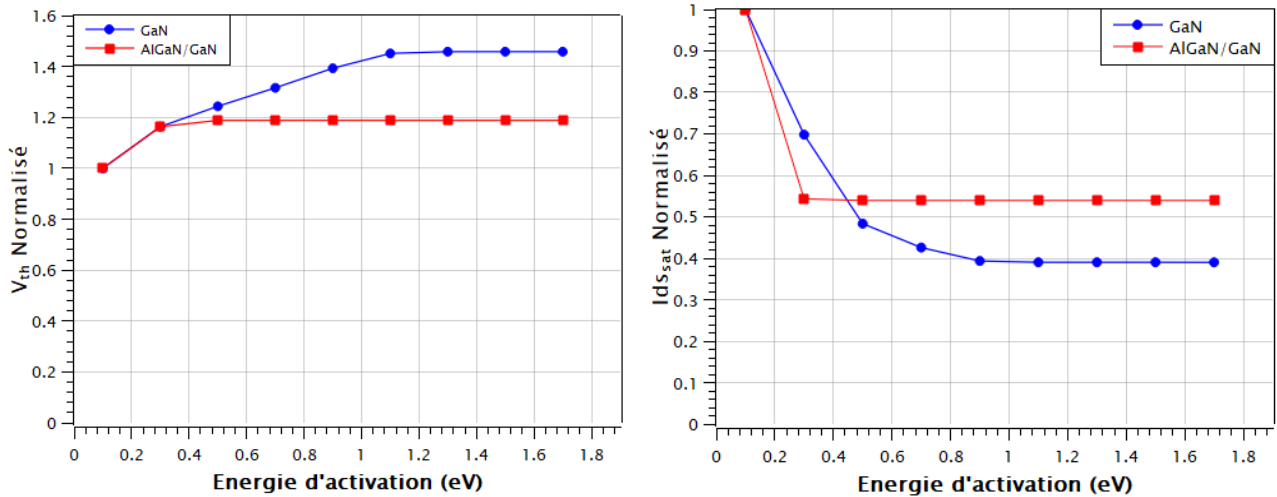 GaN
AlGaN/GaN
V_th Normalisé
1.6
1.4
1.2
1
0.8
0.6
0.4
0.2
0
0 0.2 0.4 0.6 0.8 1 1.2 1.4 1.6 1.8
Energie d'activation (eV)
GaN
AlGaN/GaN
Ids_sat Normalisé
1
0.9
0.8
0.7
0.6
0.5
0.4
0.3
0.2
0.1
0
0 0.2 0.4 0.6 0.8 1 1.2 1.4 1.6 1.8
Energie d'activation (eV)